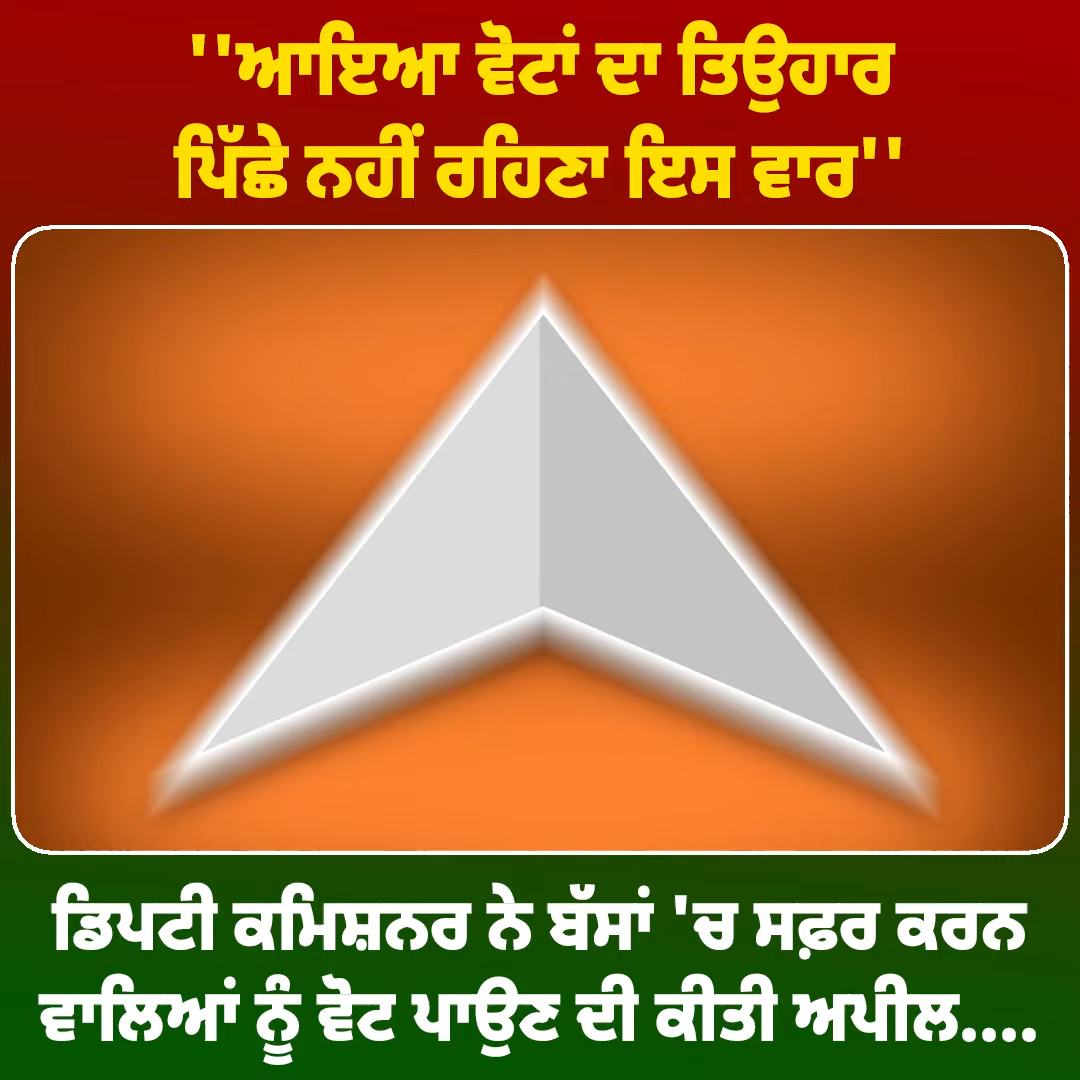 ''ਆਇਆ ਵੋਟਾਂ ਦਾ ਤਿਉਹਾਰ
ਪਿੱਛੇ ਨਹੀਂ ਰਹਿਣਾ ਇਸ ਵਾਰ''
ਡਿਪਟੀ ਕਮਿਸ਼ਨਰ ਨੇ ਬੱਸਾਂ 'ਚ ਸਫ਼ਰ ਕਰਨ
ਵਾਲਿਆਂ ਨੂੰ ਵੋਟ ਪਾਉਣ ਦੀ ਕੀਤੀ ਅਪੀਲ....